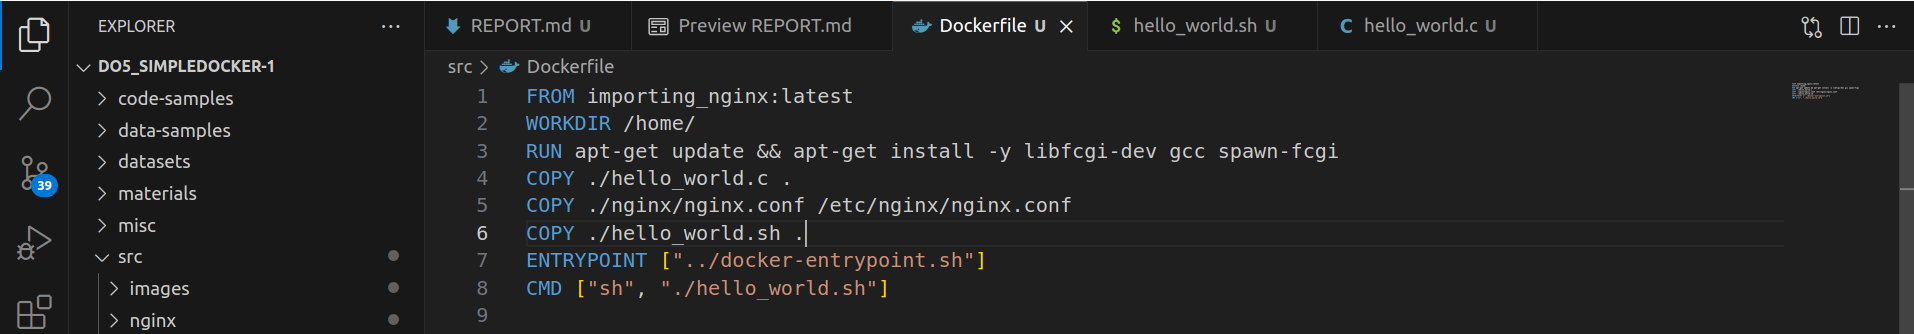 EXPLORER
REPORT.md U
Preview REPORT.md
Dockerfile U
$ hello_world.sh U
C hello_world.c U
DO5_SIMPLEDOCKER-1
src > Dockerfile
code-samples
data-samples
datasets
materials
misc
src
images
nginx
39
1 FROM importing_nginx:latest
2 WORKDIR /home/
3 RUN apt-get update && apt-get install -y libfcgi-dev gcc spawn-fcgi
4 COPY ./hello_world.c .
5 COPY ./nginx/nginx.conf /etc/nginx/nginx.conf
6 COPY ./hello_world.sh .
7 ENTRYPOINT ["../docker-entrypoint.sh"]
8 CMD ["sh", "./hello_world.sh"]
9